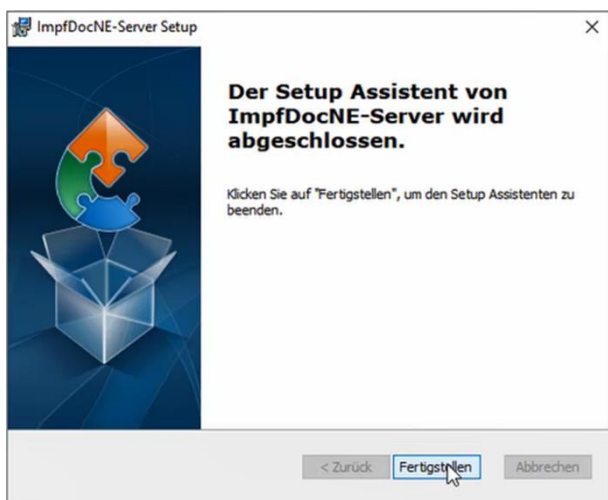 ImpfDocNE-Server Setup
Der Setup Assistent von
ImpfDocNE-Server wird
abgeschlossen.
Klicken Sie auf "Fertigstellen", um den Setup Assistenten zu
beenden.
< Zurück Fertigstellen Abbrechen